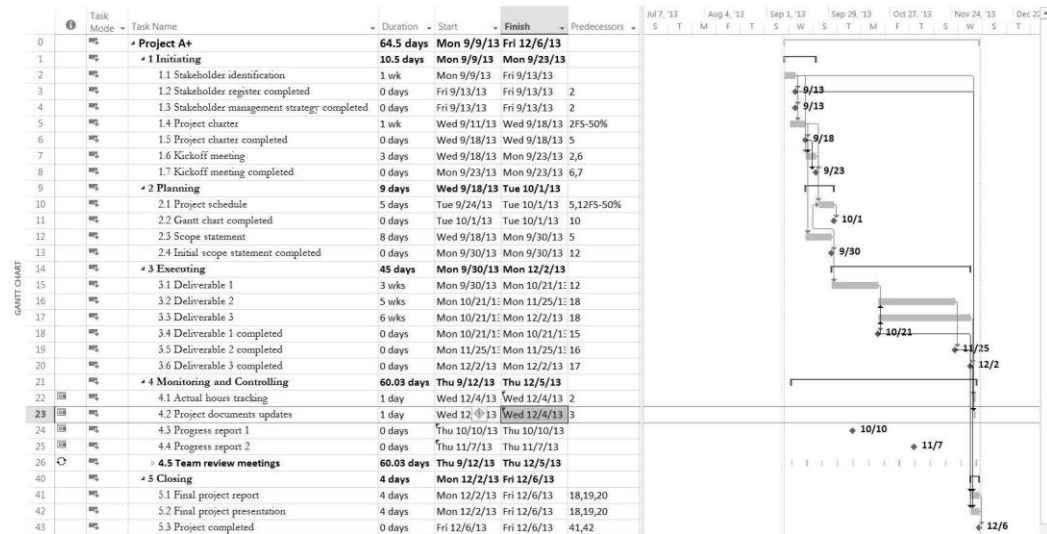 Jul 7, '13 Aug 4, '13 Sep 1, '13 Sep 29, '13 Oct 27, '13 Nov 24, '13 Dec 22
Task Mode Task Name Duration Start Finish Predecessors S T M F T S W S T M F T S W S
0 Project A+ 64.5 days Mon 9/9/13 Fri 12/6/13
1 1 Initiating 10.5 days Mon 9/9/13 Mon 9/23/13
2 1.1 Stakeholder identification 1 wk Mon 9/9/13 Fri 9/13/13
3 1.2 Stakeholder register completed 0 days Fri 9/13/13 Fri 9/13/13 2 9/13
4 1.3 Stakeholder management strategy completed 0 days Fri 9/13/13 Fri 9/13/13 2 9/13
5 1.4 Project charter 1 wk Wed 9/11/13 Wed 9/18/13 2FS-50%
6 1.5 Project charter completed 0 days Wed 9/18/13 Wed 9/18/13 5 9/18
7 1.6 Kickoff meeting 3 days Wed 9/18/13 Mon 9/23/13 2,6
8 1.7 Kickoff meeting completed 0 days Mon 9/23/13 Mon 9/23/13 6,7 9/23
9 2 Planning 9 days Wed 9/18/13 Tue 10/1/13
10 2.1 Project schedule 5 days Tue 9/24/13 Tue 10/1/13 5,12FS-50%
11 2.2 Gantt chart completed 0 days Tue 10/1/13 Tue 10/1/13 10 10/1
12 2.3 Scope statement 8 days Wed 9/18/13 Mon 9/30/13 5
13 2.4 Initial scope statement completed 0 days Mon 9/30/13 Mon 9/30/13 12 9/30
14 3 Executing 45 days Mon 9/30/13 Mon 12/2/13
GANTT CHART
15 3.1 Deliverable 1 3 wks Mon 9/30/13 Mon 10/21/1 12
16 3.2 Deliverable 2 5 wks Mon 10/21/1 Mon 11/25/1 18
17 3.3 Deliverable 3 6 wks Mon 10/21/1 Mon 12/2/13 18
18 3.4 Deliverable 1 completed 0 days Mon 10/21/1 Mon 10/21/1 15 10/21
19 3.5 Deliverable 2 completed 0 days Mon 11/25/1 Mon 11/25/1 16 11/25
20 3.6 Deliverable 3 completed 0 days Mon 12/2/13 Mon 12/2/13 17 12/2
21 4 Monitoring and Controlling 60.03 days Thu 9/12/13 Thu 12/5/13
22 4.1 Actual hours tracking 1 day Wed 12/4/13 Wed 12/4/13 2
23 4.2 Project documents updates 1 day Wed 12 13 Wed 12/4/13 3
24 4.3 Progress report 1 0 days Thu 10/10/13 Thu 10/10/13 10/10
25 4.4 Progress report 2 0 days Thu 11/7/13 Thu 11/7/13 11/7
26 4.5 Team review meetings 60.03 days Thu 9/12/13 Thu 12/5/13
40 5 Closing 4 days Mon 12/2/13 Fri 12/6/13
41 5.1 Final project report 4 days Mon 12/2/13 Fri 12/6/13 18,19,20
42 5.2 Final project presentation 4 days Mon 12/2/13 Fri 12/6/13 18,19,20
43 5.3 Project completed 0 days Fri 12/6/13 Fri 12/6/13 41,42 12/6